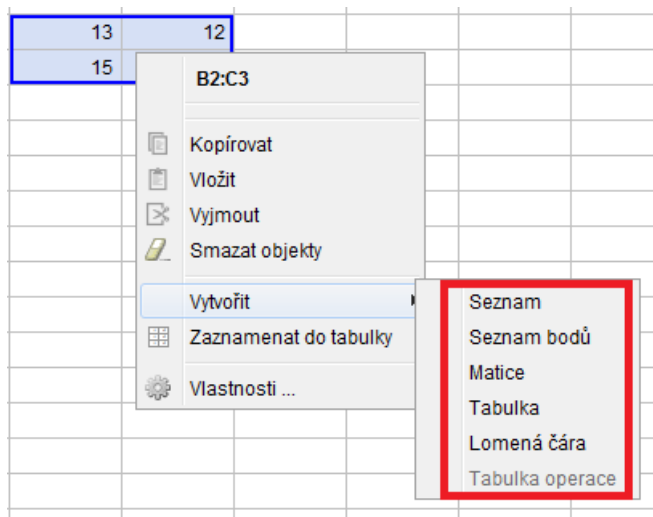 13 12
15
B2:C3
Kopírovat
Vložit
Vyjmout
Smazat objekty
Vytvořit
Zaznamenat do tabulky
Vlastnosti ...
Seznam
Seznam bodů
Matice
Tabulka
Lomená čára
Tabulka operace